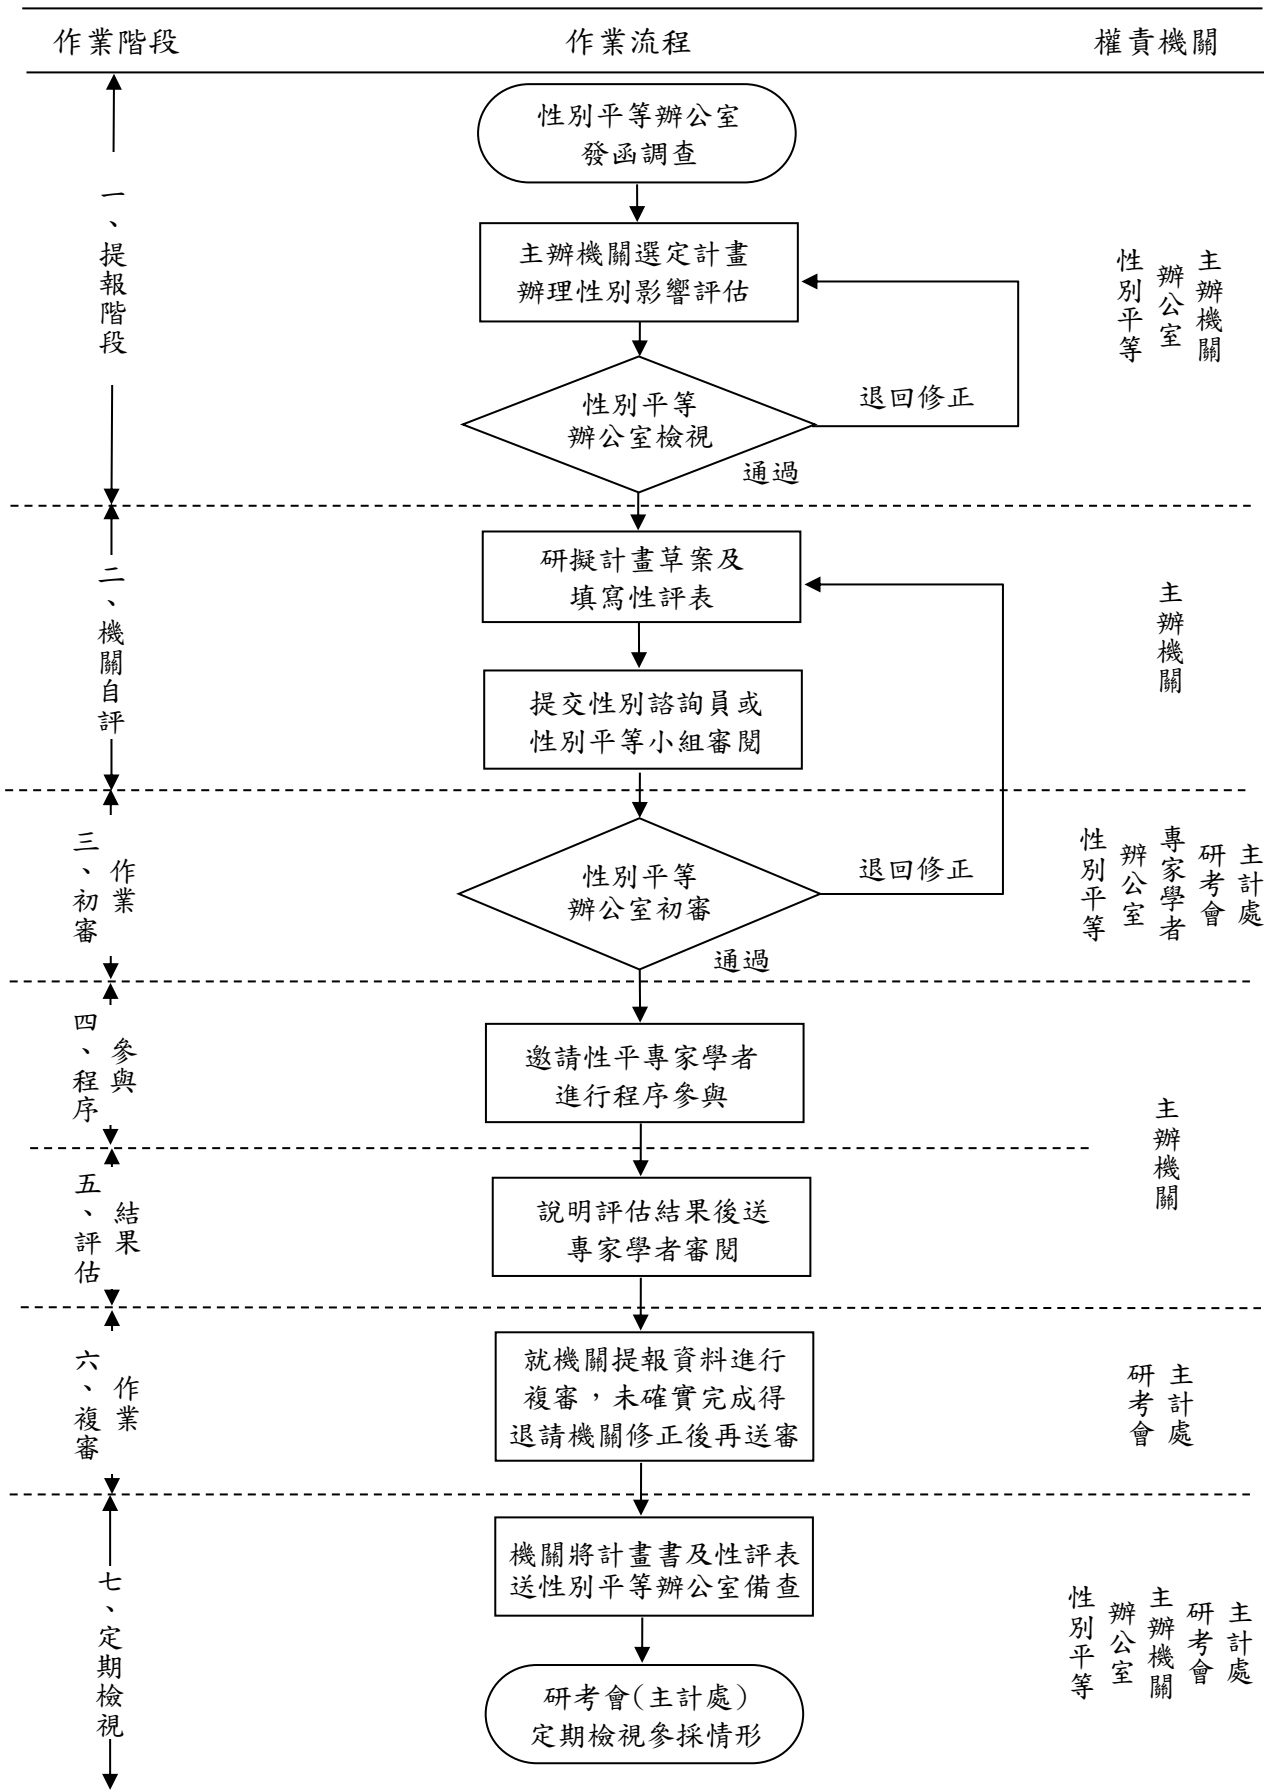 作業階段
作業流程
權責機關
性別平等辦公室
發函調查
一、提報階段
主辦機關選定計畫
辦理性別影響評估
性別平等
辦公室
主辦機關
性別平等
辦公室檢視
退回修正
通過
二、機關自評
研擬計畫草案及
填寫性評表
主辦機關
提交性別諮詢員或
性別平等小組審閱
三、初審
作業
性別平等
辦公室初審
退回修正
通過
性別平等
辦公室
專家學者
研考會
主計處
四、程序
參與
邀請性平專家學者
進行程序參與
主辦機關
五、評估
結果
說明評估結果後送
專家學者審閱
六、複審
作業
就機關提報資料進行
複審，未確實完成得
退請機關修正後再送審
研考會
主計處
七、定期檢視
機關將計畫書及性評表
送性別平等辦公室備查
性別平等
辦公室
主辦機關
研考會
主計處
研考會(主計處)
定期檢視參採情形